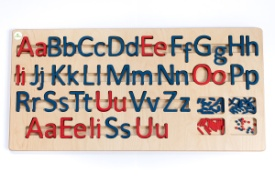 AaBbCcDdEeFfGgHh
IiJjKkLlMmNnOoPp
RrSsTtUuVvZz
AaEeIiSsUu